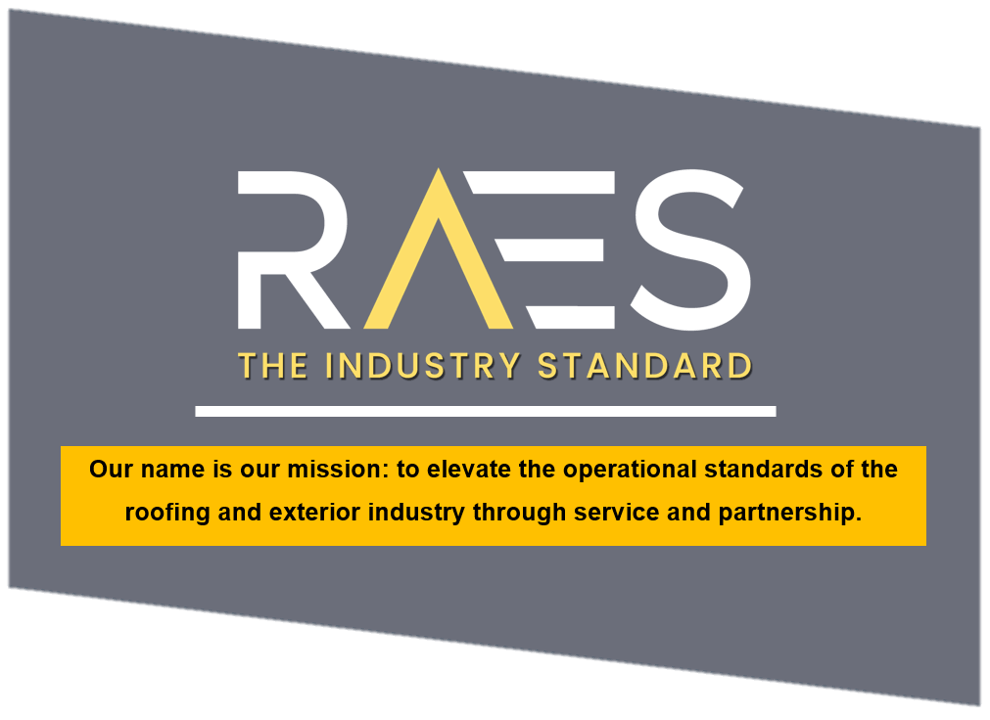 RAES
THE INDUSTRY STANDARD
Our name is our mission: to elevate the operational standards of the
roofing and exterior industry through service and partnership.